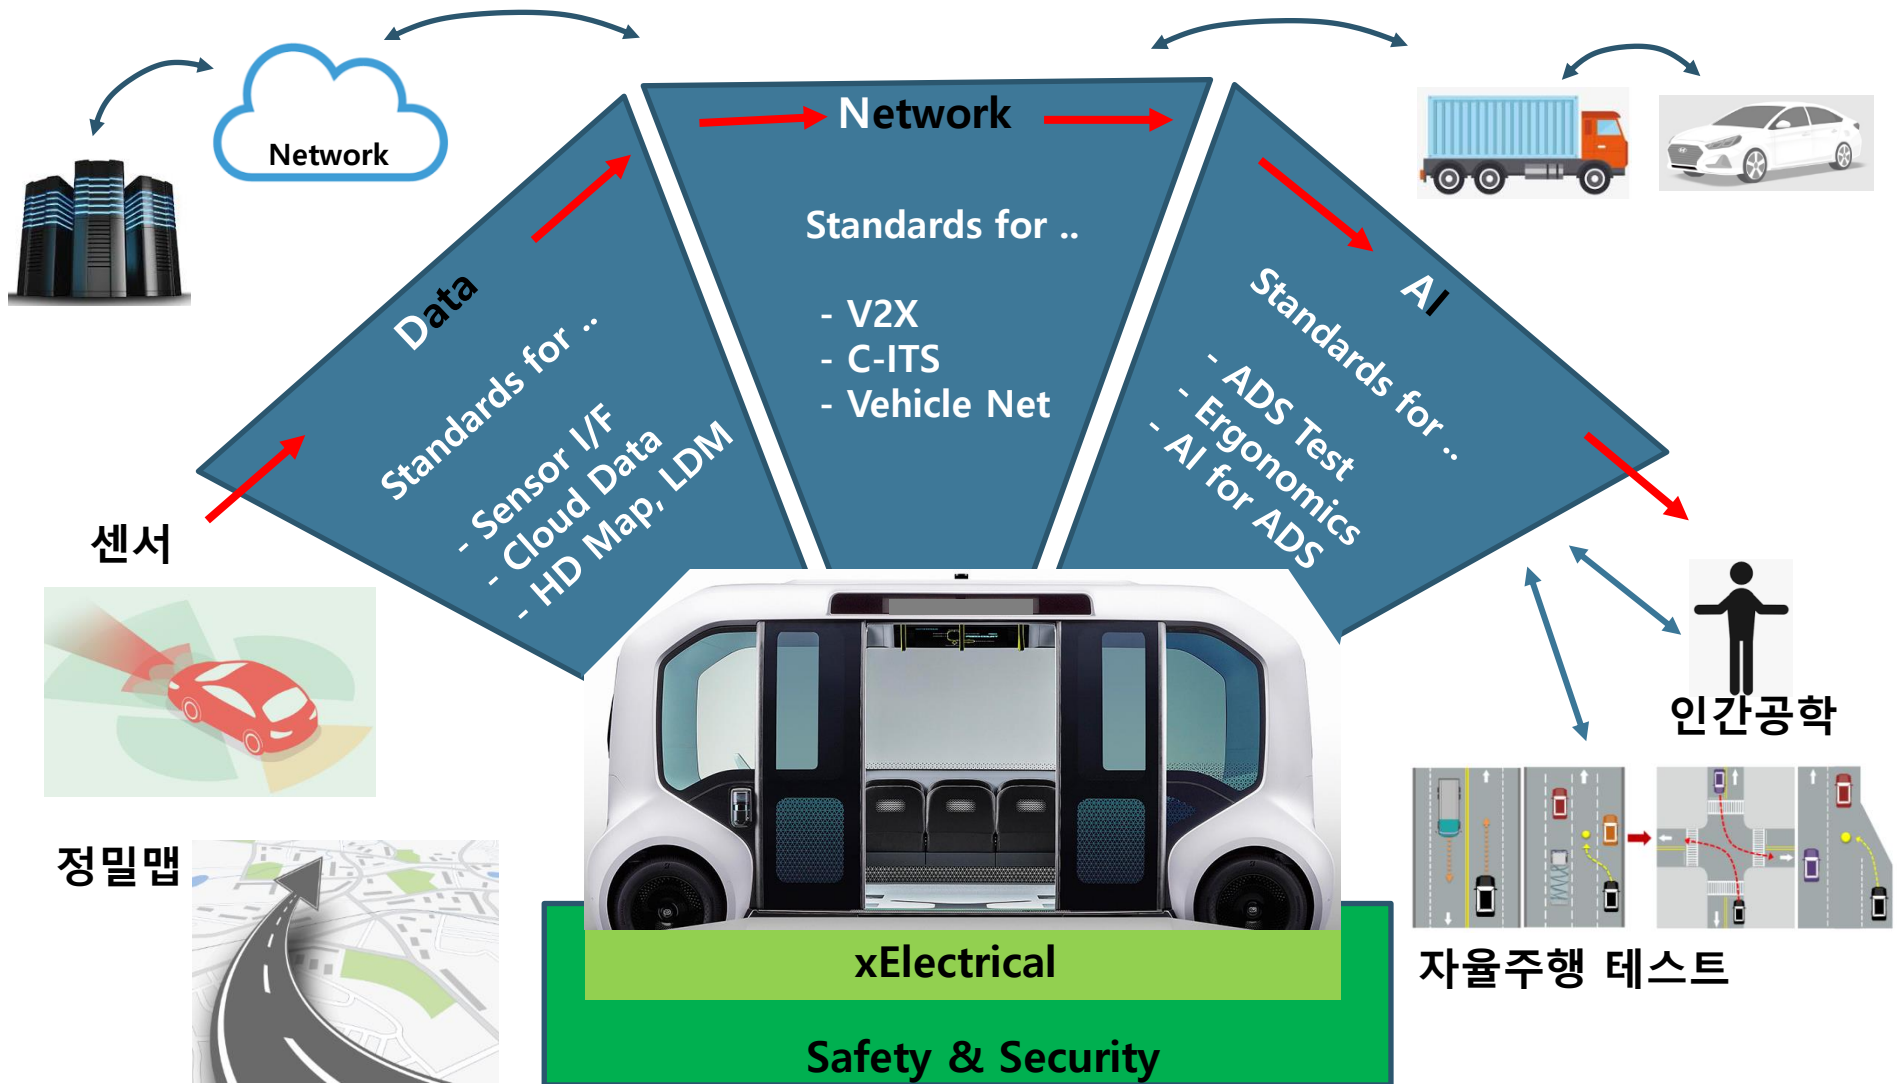 Network
Data
Standards for ..
- Sensor I/F
- Cloud Data
- HD Map, LDM
Network
Standards for ..
- V2X
- C-ITS
- Vehicle Net
AI
Standards for ..
- ADS Test
- Ergonomics
- AI for ADS
센서
정밀맵
인간공학
자율주행 테스트
xElectrical
Safety & Security